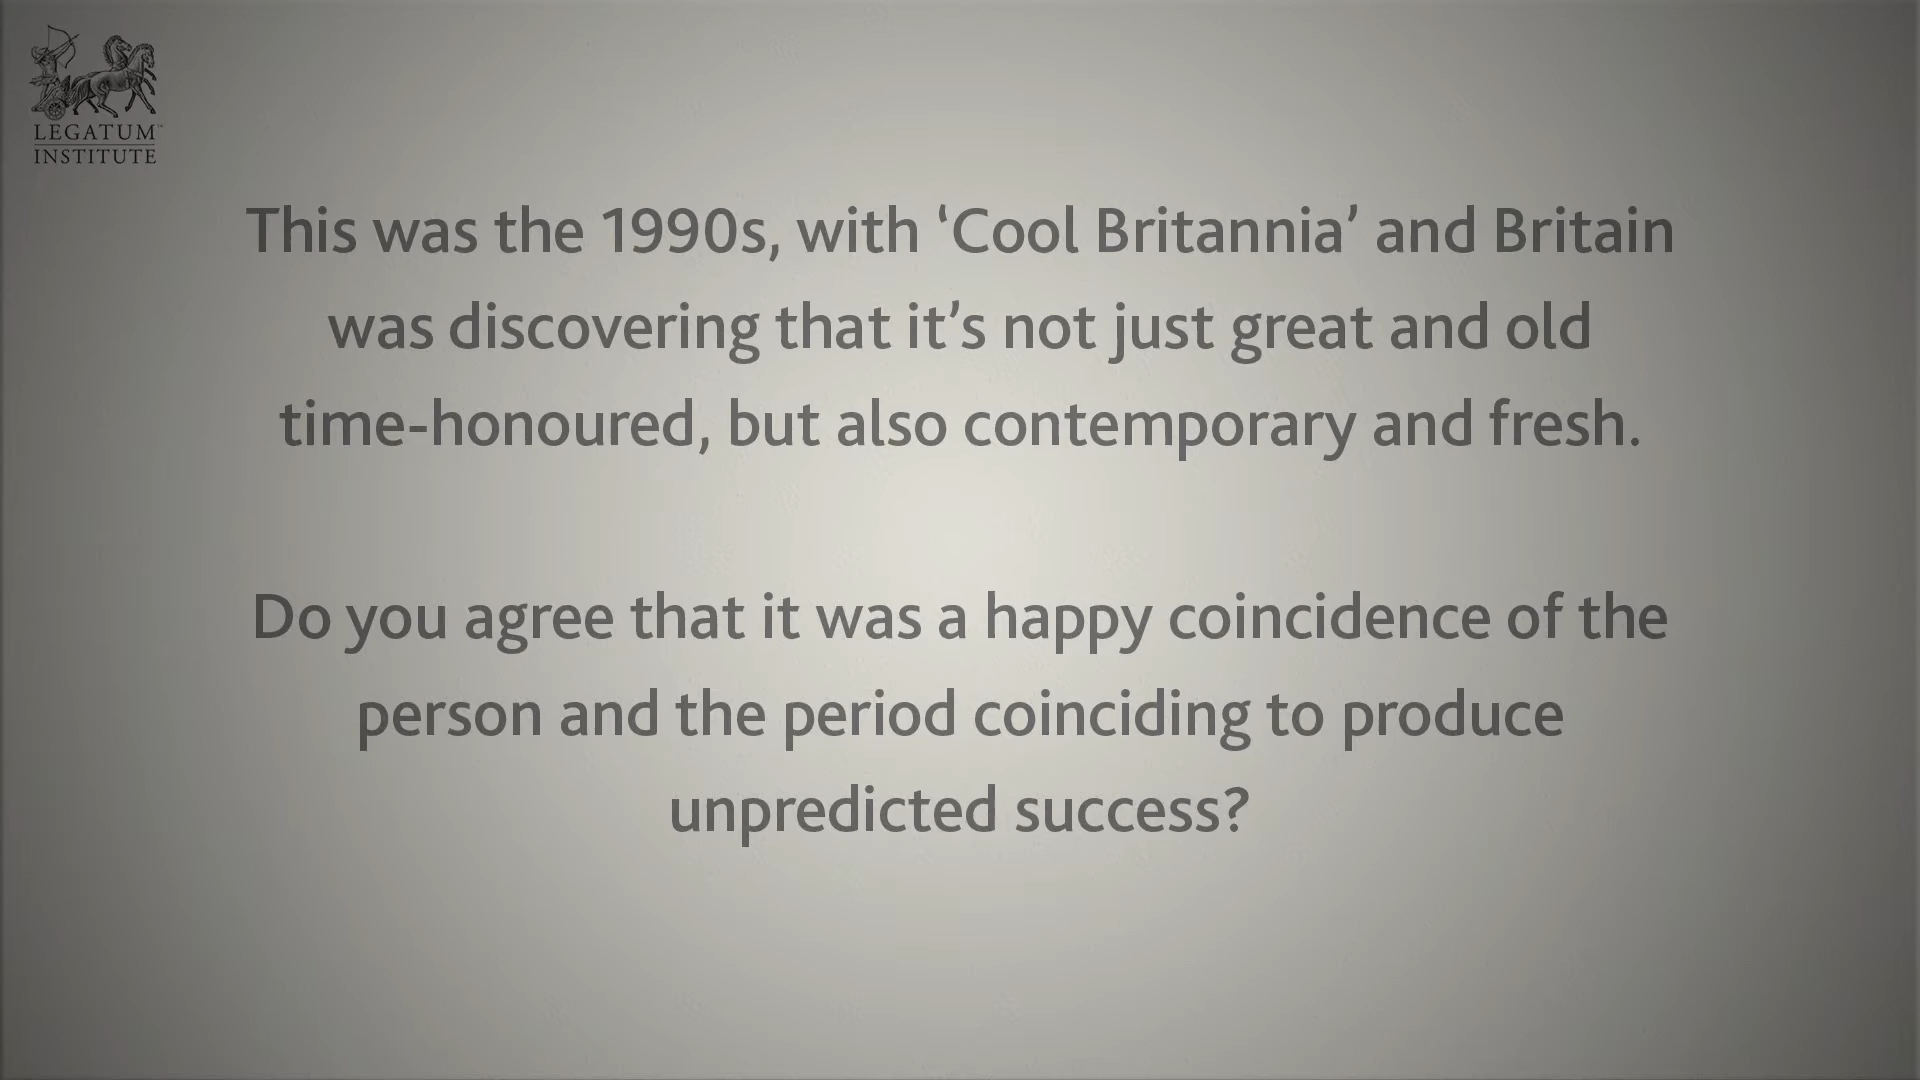 LEGATUM™
INSTITUTE
This was the 1990s, with ‘Cool Britannia’ and Britain
was discovering that it’s not just great and old
time-honoured, but also contemporary and fresh.
Do you agree that it was a happy coincidence of the
person and the period coinciding to produce
unpredicted success?